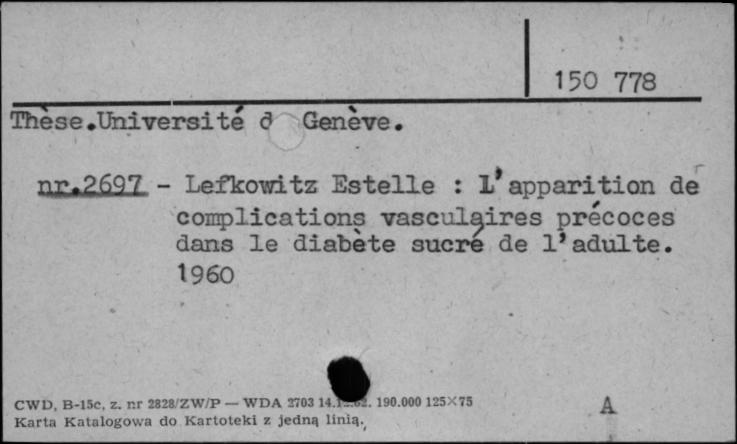 150 778
Thèse.Université d Genève.
nr.2697 - Lefkowitz Estelle : L'apparition de
complications vasculaires précoces
dans le diabète sucré de l'adulte.
1960
CWD, B-15c, z. nr 2828/ZW/P — WDA 2703 190.000 125×75
Karta Katalogowa do Kartoteki z jedną linią.
A